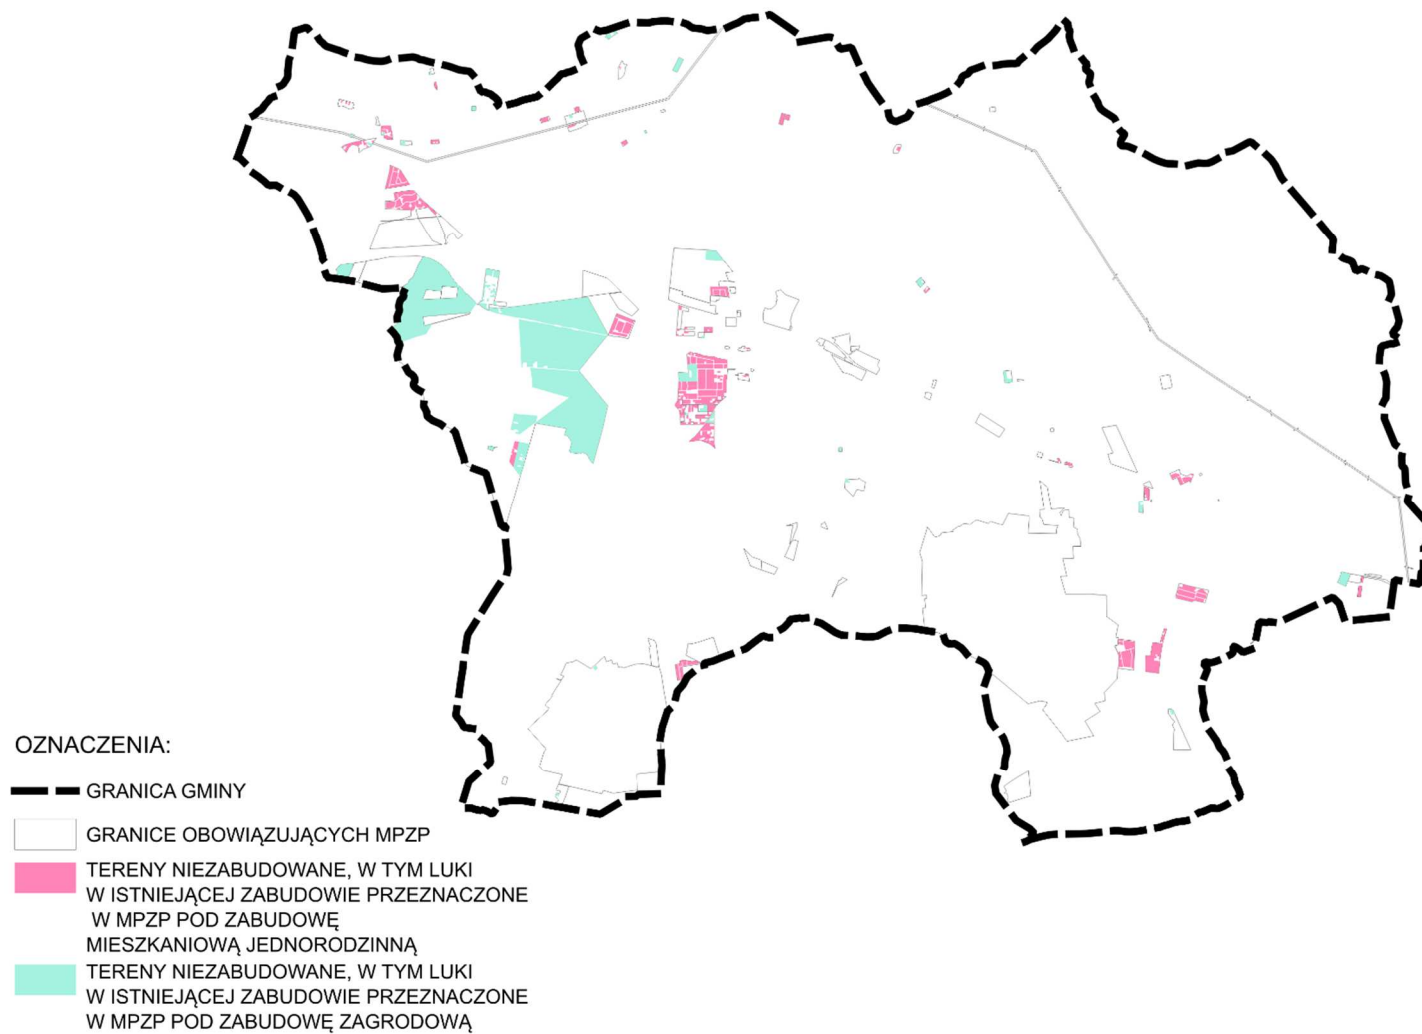 OZNACZENIA:
GRANICA GMINY
GRANICE OBOWIĄZUJĄCYCH MPZP
TERENY NIEZABUDOWANE, W TYM LUKI
W ISTNIEJĄCEJ ZABUDOWIE PRZEZNACZONE
W MPZP POD ZABUDOWĘ
MIESZKANIOWĄ JEDNORODZINNĄ
TERENY NIEZABUDOWANE, W TYM LUKI
W ISTNIEJĄCEJ ZABUDOWIE PRZEZNACZONE
W MPZP POD ZABUDOWĘ ZAGRODOWĄ